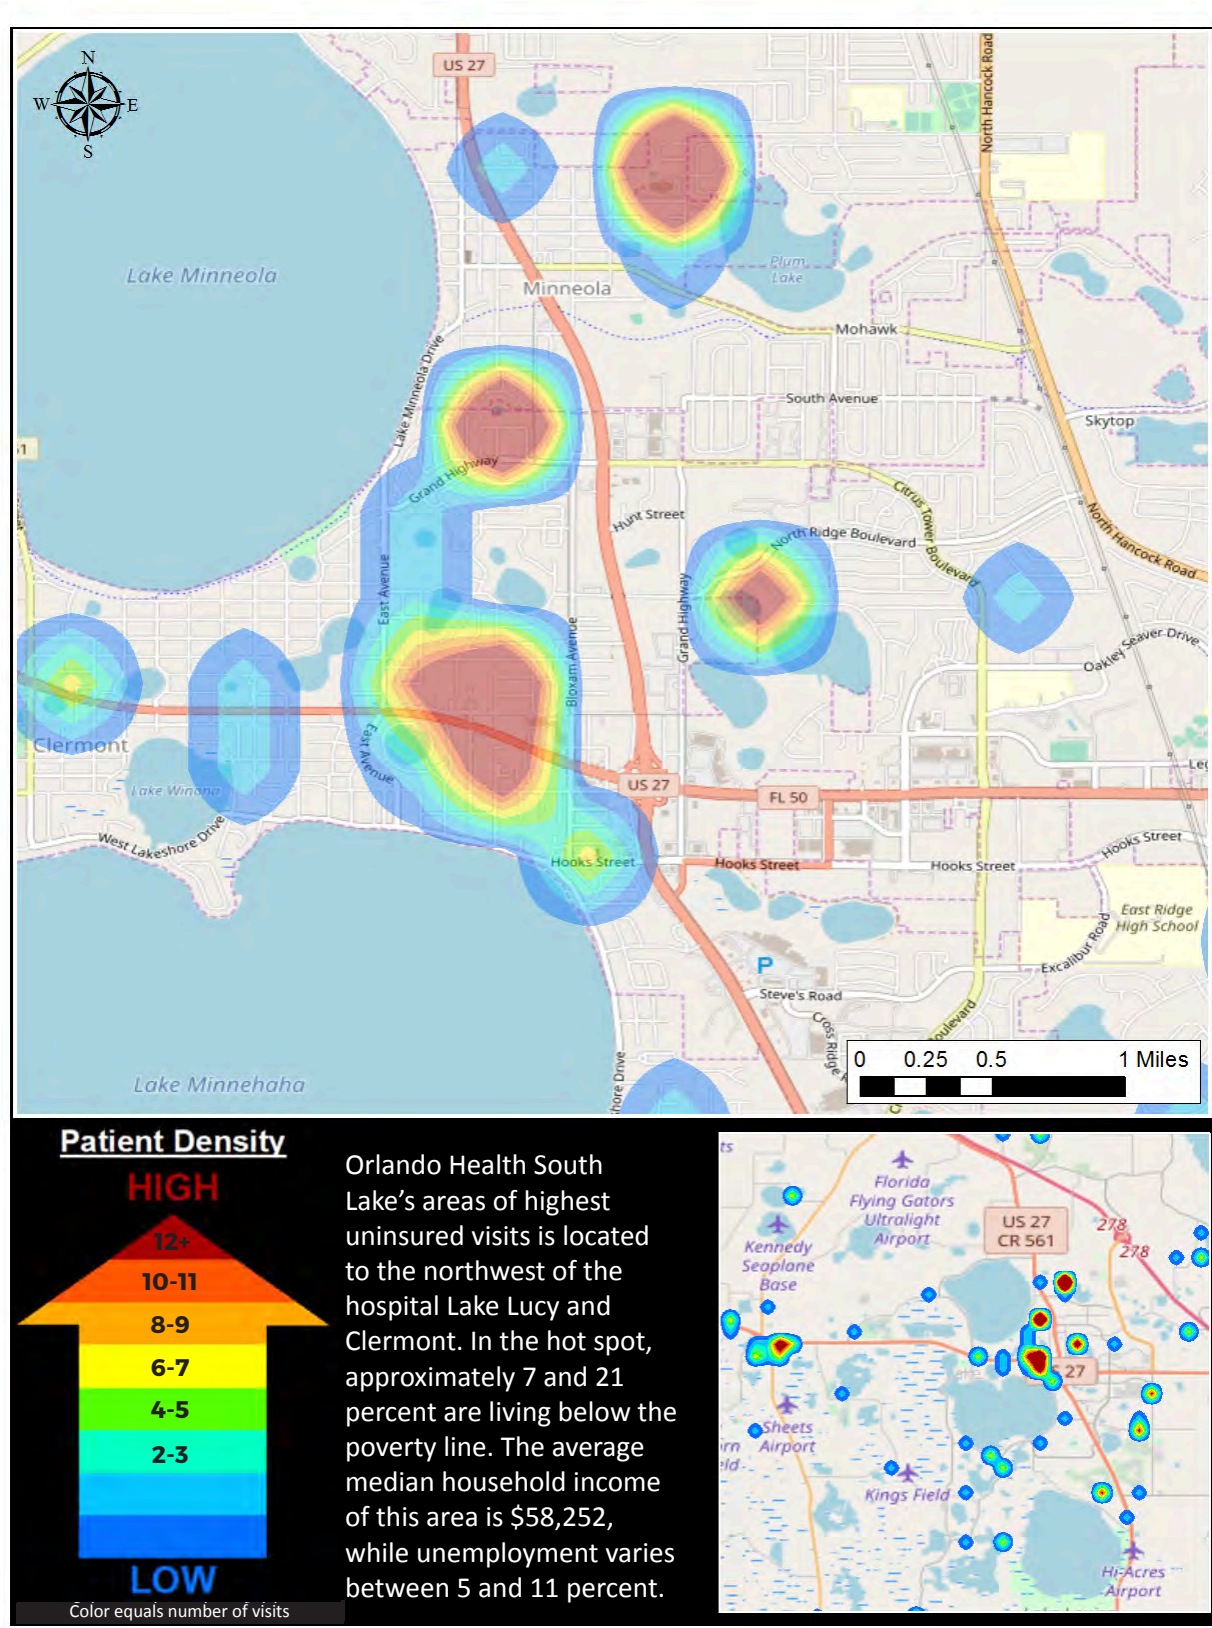 N
W
E
S
US 27
North Hancock Road
Lake Minneola
Plum
Lake
Minneola
Mohawk
Lake Minneola Drive
South Avenue
Skytop
51
Grand Highway
Citrus Tower Boulevard
Hunt Street
North Ridge Boulevard
North Hancock Road
East Avenue
Grand Highway
Bloxam Avenue
Oakley Seaver Drive
Clermont
East Avenue
Lake Winona
US 27
FL 50
West Lakeshore Drive
Hooks Street
Hooks Street
Hooks Street
Hooks Street
East Ridge
High School
Excalibur Road
P
Steve's Road
Cross Ridge
Boulevard
Lake Minnehaha
hore Drive
0 0.25 0.5 1 Miles
Patient Density
HIGH
12+
10-11
8-9
6-7
4-5
2-3
LOW
Color equals number of visits
Orlando Health South
Lake’s areas of highest
uninsured visits is located
to the northwest of the
hospital Lake Lucy and
Clermont. In the hot spot,
approximately 7 and 21
percent are living below the
poverty line. The average
median household income
of this area is $58,252,
while unemployment varies
between 5 and 11 percent.
ts
Florida
Flying Gators
Ultralight
Airport
US 27
CR 561
278
278
Kennedy
Seaplane
Base
S 27
Sheets
Airport
rn
eld
Kings Field
Hi-Acres
Airport